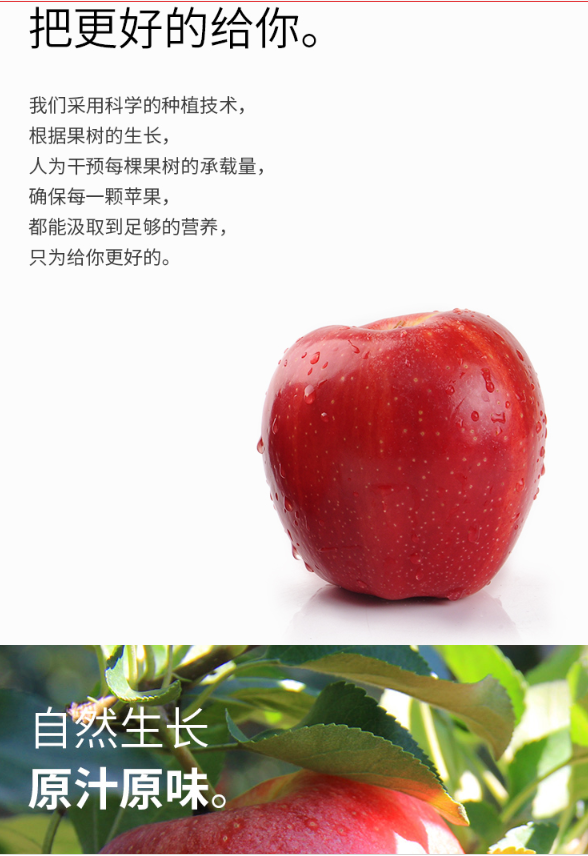 把更好的给你。
我们采用科学的种植技术，
根据果树的生长，
人为干预每棵果树的承载量，
确保每一颗苹果，
都能汲取到足够的营养，
只为给你更好的。
自然生长
原汁原味。